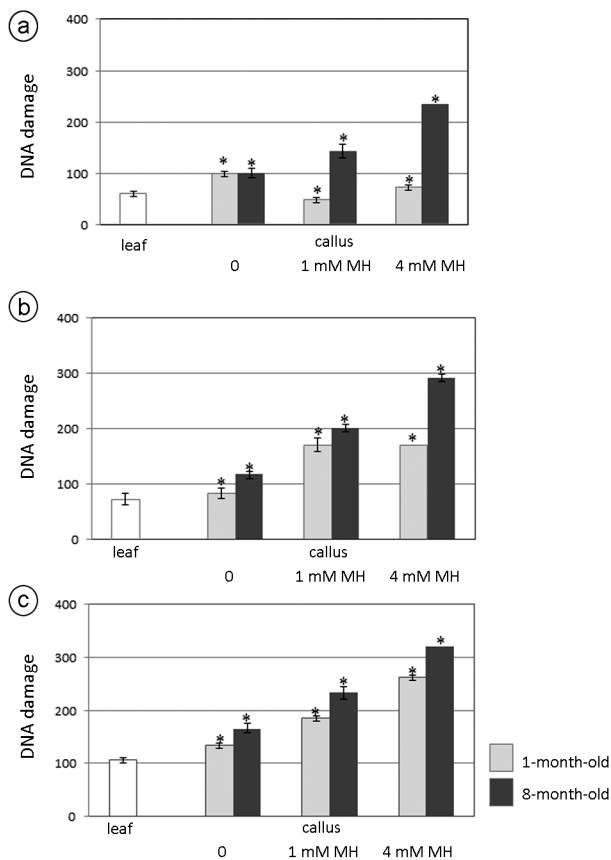 a
400
300
200
100
0
DNA damage
* * * * * *
leaf
callus
0 1 mM MH 4 mM MH
b
400
300
200
100
0
DNA damage
* * * * * *
leaf
callus
0 1 mM MH 4 mM MH
c
400
300
200
100
0
DNA damage
* * * * * *
leaf
callus
0 1 mM MH 4 mM MH
1-month-old
8-month-old